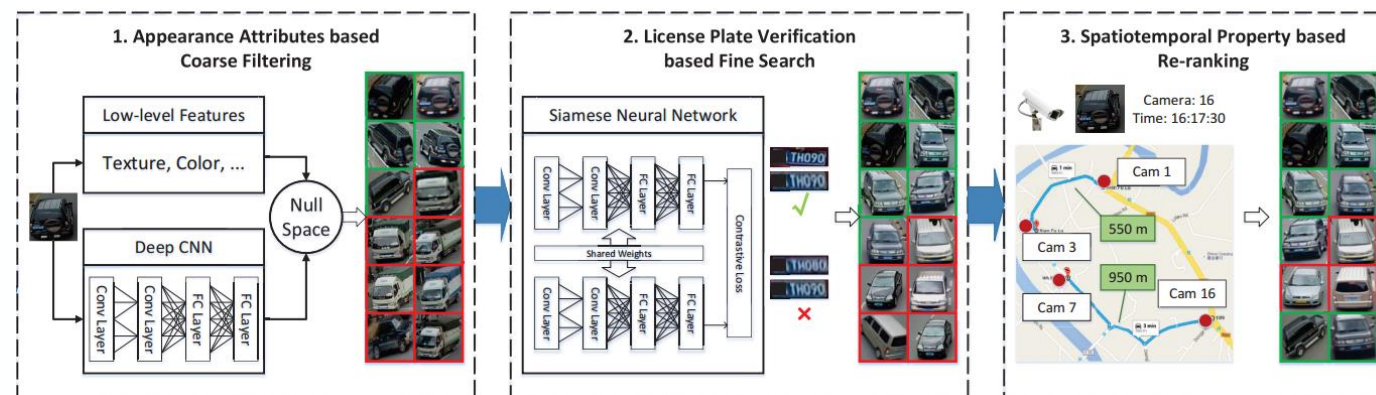 1. Appearance Attributes based
Coarse Filtering
Low-level Features
Texture, Color, ...
Deep CNN
Conv Layer
Conv Layer
FC Layer
FC Layer
Null
Space
2. License Plate Verification
based Fine Search
Siamese Neural Network
Conv Layer
Conv Layer
FC Layer
FC Layer
Shared Weights
Conv Layer
Conv Layer
FC Layer
FC Layer
Contrastive Loss
TH090
TH090
TH080
TH090
3. Spatiotemporal Property based
Re-ranking
Camera: 16
Time: 16:17:30
1 min
Cam 1
550 m
Cam 3
950 m
Cam 7
Cam 16
3 min